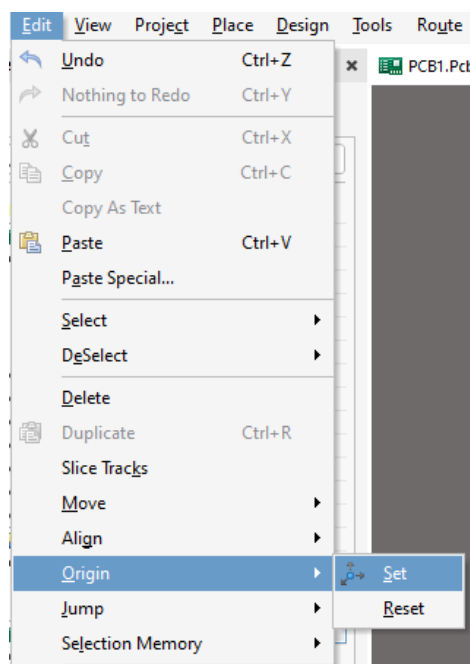 Edit View Project Place Design Tools Route
PCB1.Pcb
Undo Ctrl+Z
Nothing to Redo Ctrl+Y
Cut Ctrl+X
Copy Ctrl+C
Copy As Text
Paste Ctrl+V
Paste Special...
Select
DeSelect
Delete
Duplicate Ctrl+R
Slice Tracks
Move
Align
Origin
Set
Jump
Reset
Selection Memory